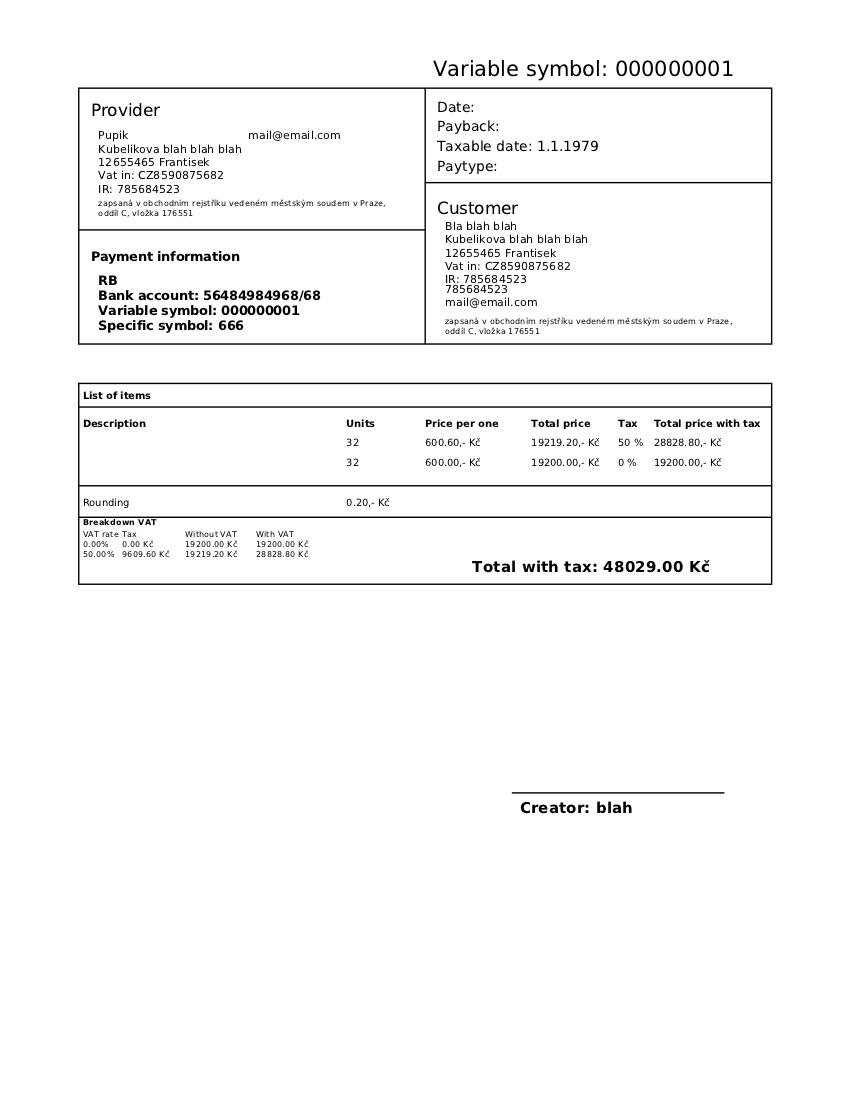 Variable symbol: 000000001
Provider
Pupik mail@email.com
Kubelikova blah blah blah
12655465 Frantisek
Vat in: CZ8590875682
IR: 785684523
zapsaná v obchodním rejstříku vedeném městským soudem v Praze,
oddíl C, vložka 176551
Payment information
RB
Bank account: 56484984968/68
Variable symbol: 000000001
Specific symbol: 666
Date:
Payback:
Taxable date: 1.1.1979
Paytype:
Customer
Bla blah blah
Kubelikova blah blah blah
12655465 Frantisek
Vat in: CZ8590875682
IR: 785684523
785684523
mail@email.com
zapsaná v obchodním rejstříku vedeném městským soudem v Praze,
oddíl C, vložka 176551
List of items
Description Units Price per one Total price Tax Total price with tax
32 600.60,- Kč 19219.20,- Kč 50 % 28828.80,- Kč
32 600.00,- Kč 19200.00,- Kč 0 % 19200.00,- Kč
Rounding 0.20,- Kč
Breakdown VAT
VAT rate Tax Without VAT With VAT
0.00% 0.00 Kč 19200.00 Kč 19200.00 Kč
50.00% 9609.60 Kč 19219.20 Kč 28828.80 Kč
Total with tax: 48029.00 Kč
Creator: blah